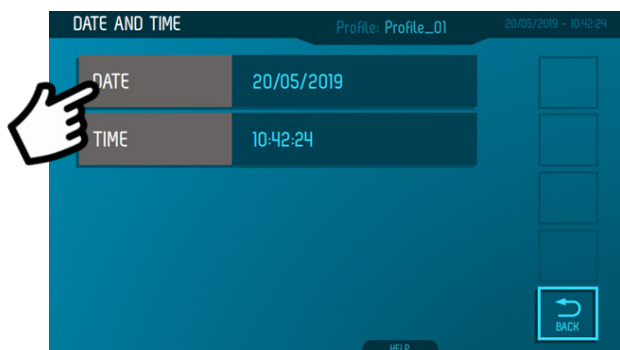 DATE AND TIME
Profile: Profile_01
20/05/2019 - 10:42:24
DATE
20/05/2019
TIME
10:42:24
BACK
HELP